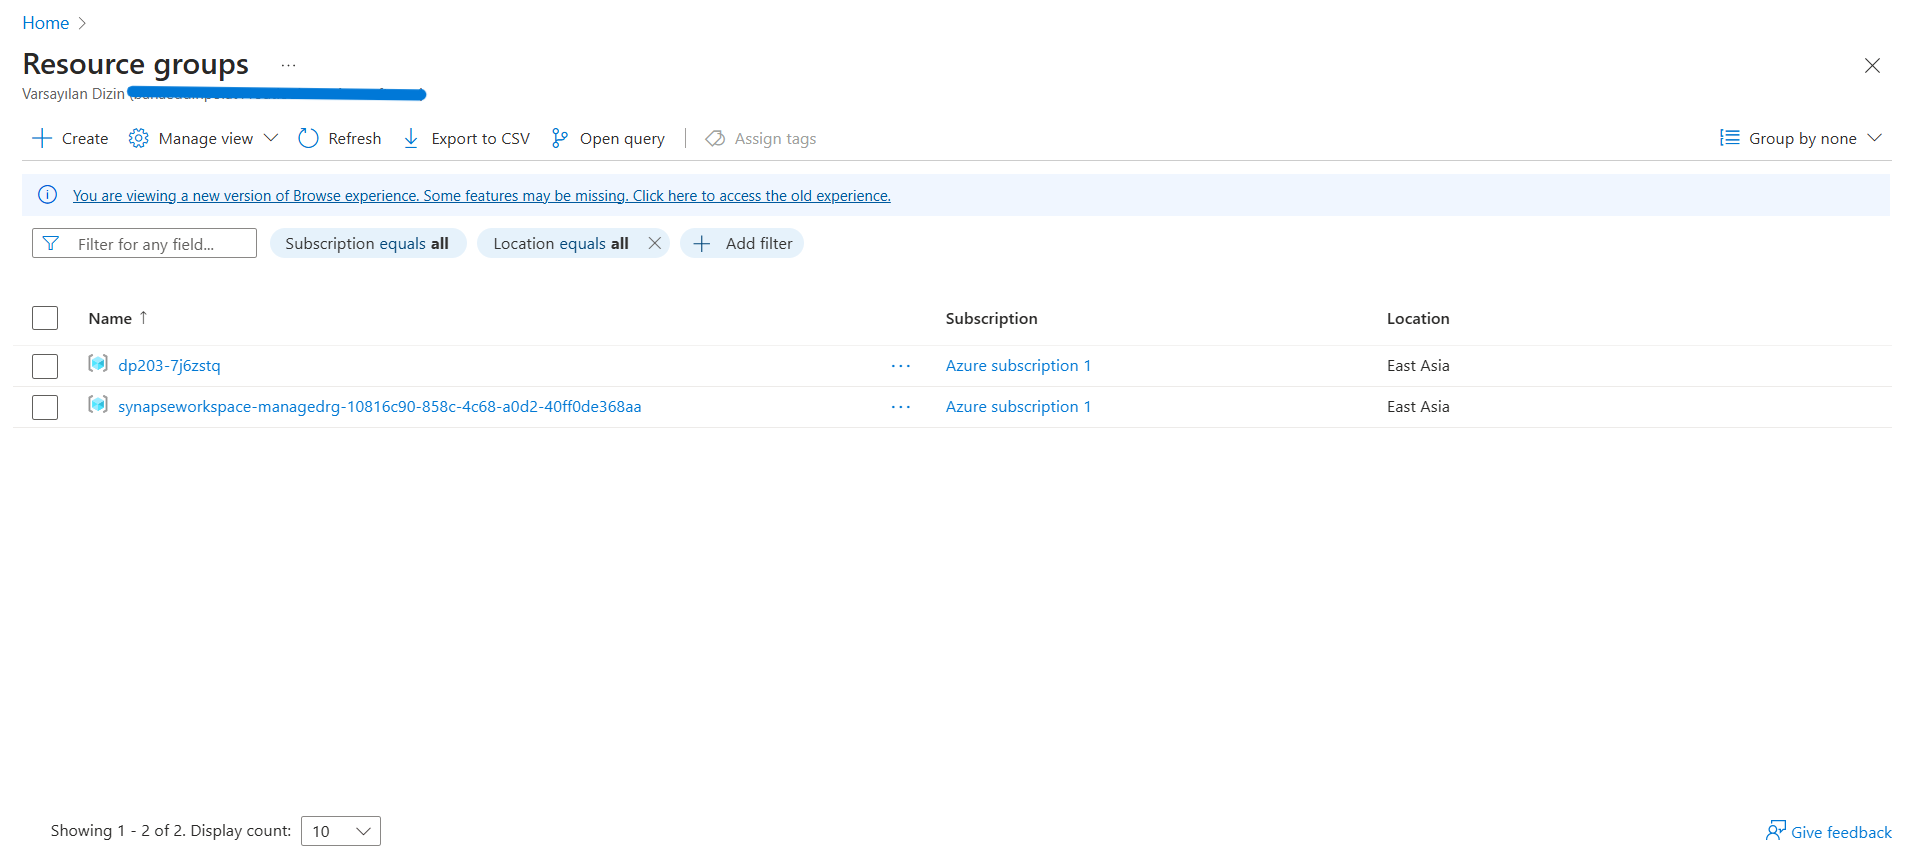 Home
Resource groups
Varsayılan Dizin
Create Manage view Refresh Export to CSV Open query Assign tags Group by none
You are viewing a new version of Browse experience. Some features may be missing. Click here to access the old experience.
Filter for any field... Subscription equals all Location equals all Add filter
Name ↑ Subscription Location
dp203-7j6zstq ... Azure subscription 1 East Asia
synapseworkspace-managedrg-10816c90-858c-4c68-a0d2-40ff0de368aa ... Azure subscription 1 East Asia
Showing 1 - 2 of 2. Display count: 10 Give feedback